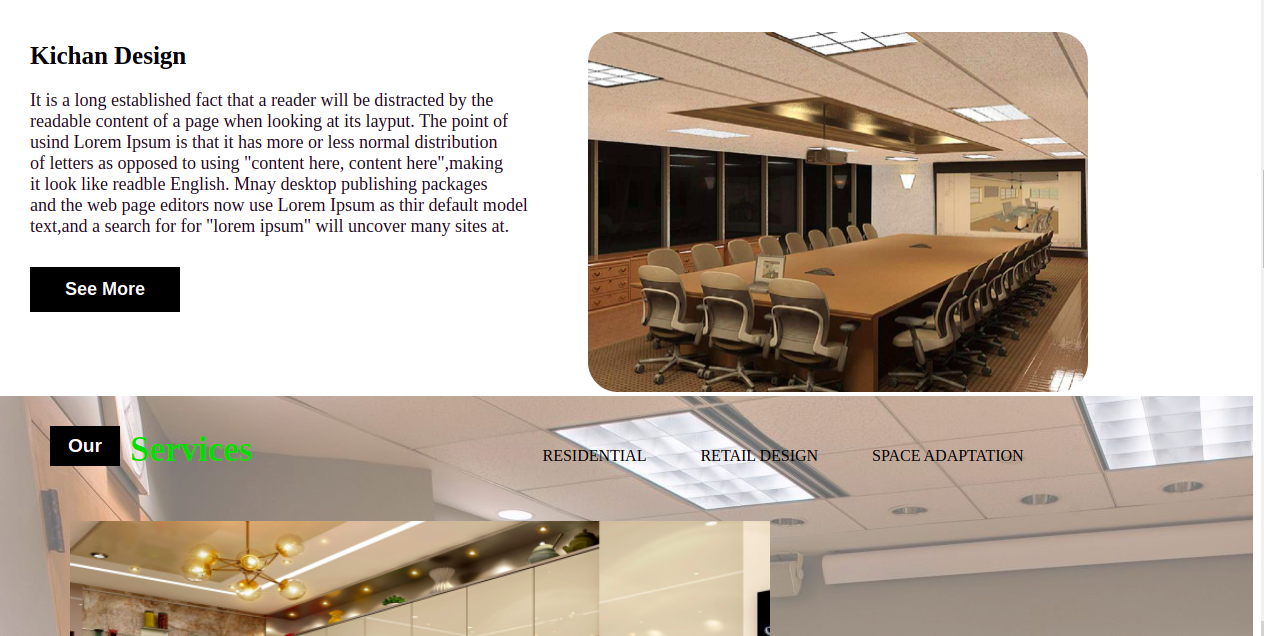 Kichan Design
It is a long established fact that a reader will be distracted by the
readable content of a page when looking at its layput. The point of
usind Lorem Ipsum is that it has more or less normal distribution
of letters as opposed to using "content here, content here",making
it look like readble English. Mnay desktop publishing packages
and the web page editors now use Lorem Ipsum as thir default model
text,and a search for for "lorem ipsum" will uncover many sites at.
See More
Our Services
RESIDENTIAL RETAIL DESIGN SPACE ADAPTATION